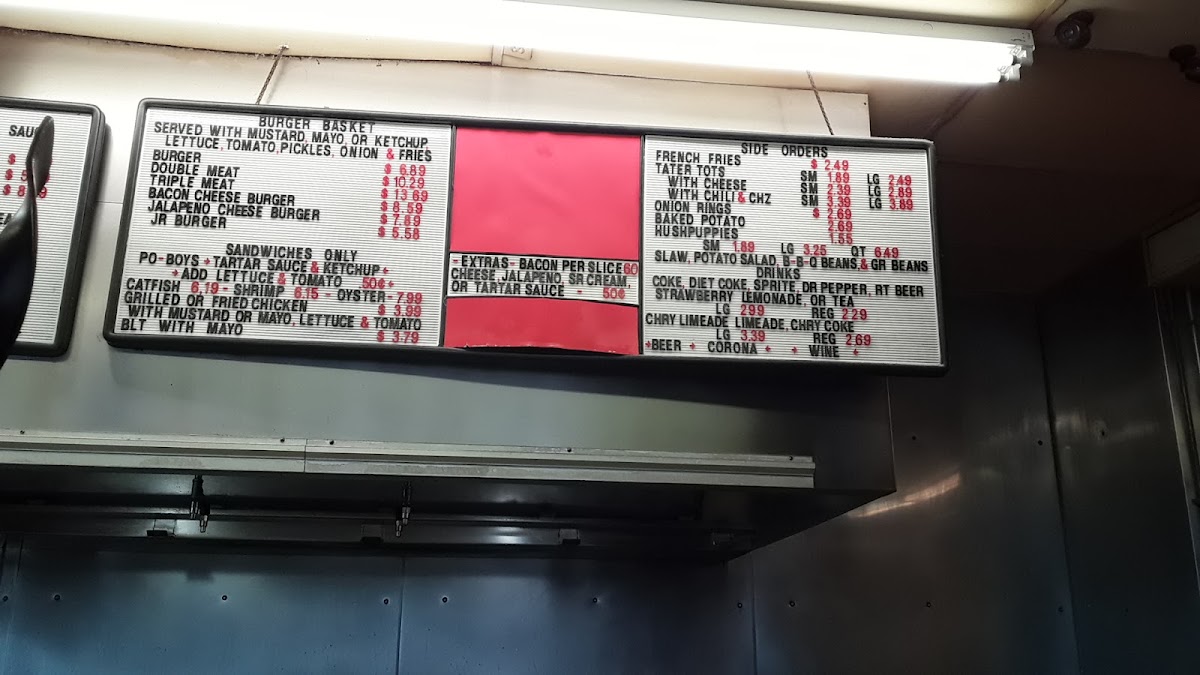 SAUC
$
$ 5
$ 8
BURGER BASKET
SERVED WITH MUSTARD, MAYO, OR KETCHUP
LETTUCE, TOMATO, PICKLES, ONION & FRIES
BURGER $ 6.89
DOUBLE MEAT $ 10.29
TRIPLE MEAT $ 13 69
BACON CHEESE BURGER $ 8.59
JALAPENO CHEESE BURGER $ 7.89
JR BURGER $ 5.58
SANDWICHES ONLY
PO-BOYS + TARTAR SAUCE & KETCHUP +
+ ADD LETTUCE & TOMATO 50¢ +
CATFISH 6.19 - SHRIMP 6.15 - OYSTER - 7.99
GRILLED OR FRIED CHICKEN $ 3.99
WITH MUSTARD OR MAYO, LETTUCE & TOMATO
BLT WITH MAYO $ 3.79
- EXTRAS - BACON PER SLICE 60
CHEESE, JALAPENO, SR CREAM,
OR TARTAR SAUCE - 50¢
SIDE ORDERS
FRENCH FRIES $ 2.49
TATER TOTS SM 1.89 LG 2.49
WITH CHEESE SM 2.39 LG 2.89
WITH CHILI & CHZ SM 3.39 LG 3.89
ONION RINGS $ 2.69
BAKED POTATO 2.69
HUSHPUPPIES 1.55
SM 1.89 LG 3.25 QT 6.49
SLAW, POTATO SALAD, B-B-Q BEANS, & GR BEANS
DRINKS
COKE, DIET COKE, SPRITE, DR PEPPER, RT BEER
STRAWBERRY LEMONADE, OR TEA
LG 2 99 REG 2 29
CHRY LIMEADE LIMEADE, CHRY COKE
LG 3.39 REG 2.69
+ BEER + CORONA + + WINE +